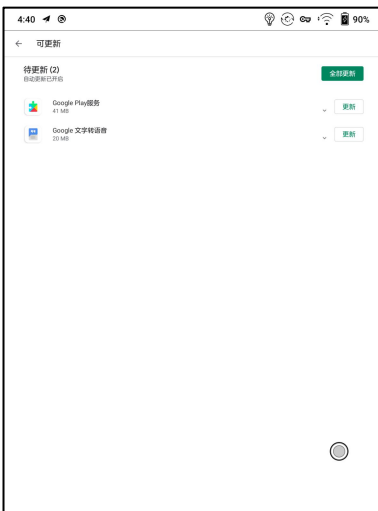 4:40 90%
可更新
待更新 (2)
自动更新已开启
全部更新
Google Play服务
41 MB
更新
Google 文字转语音
20 MB
更新